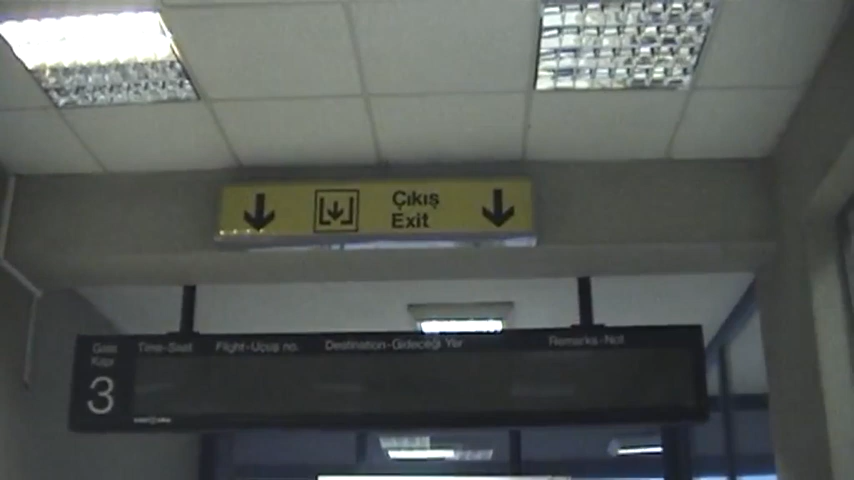 Çıkış
Exit
Gate Time-Saat Flight-Uçuş no. Destination-Gideceği Yer Remarks-Not
Kapı
3